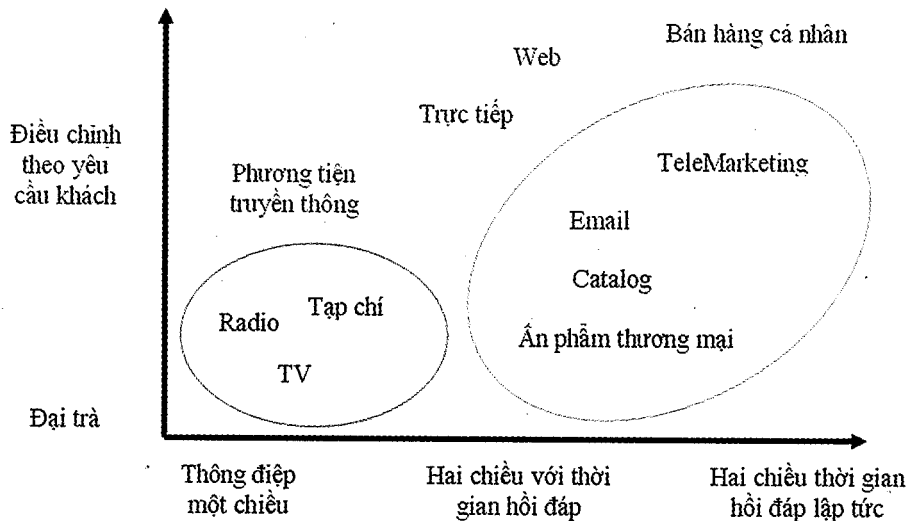 Bán hàng cá nhân
Web
Trực tiếp
Điều chỉnh
theo yêu
cầu khách
TeleMarketing
Phương tiện
truyền thông
Email
Catalog
Tạp chí
Radio
Ấn phẩm thương mại
TV
Đại trà
Thông điệp
một chiều
Hai chiều với thời
gian hồi đáp
Hai chiều thời gian
hồi đáp lập tức